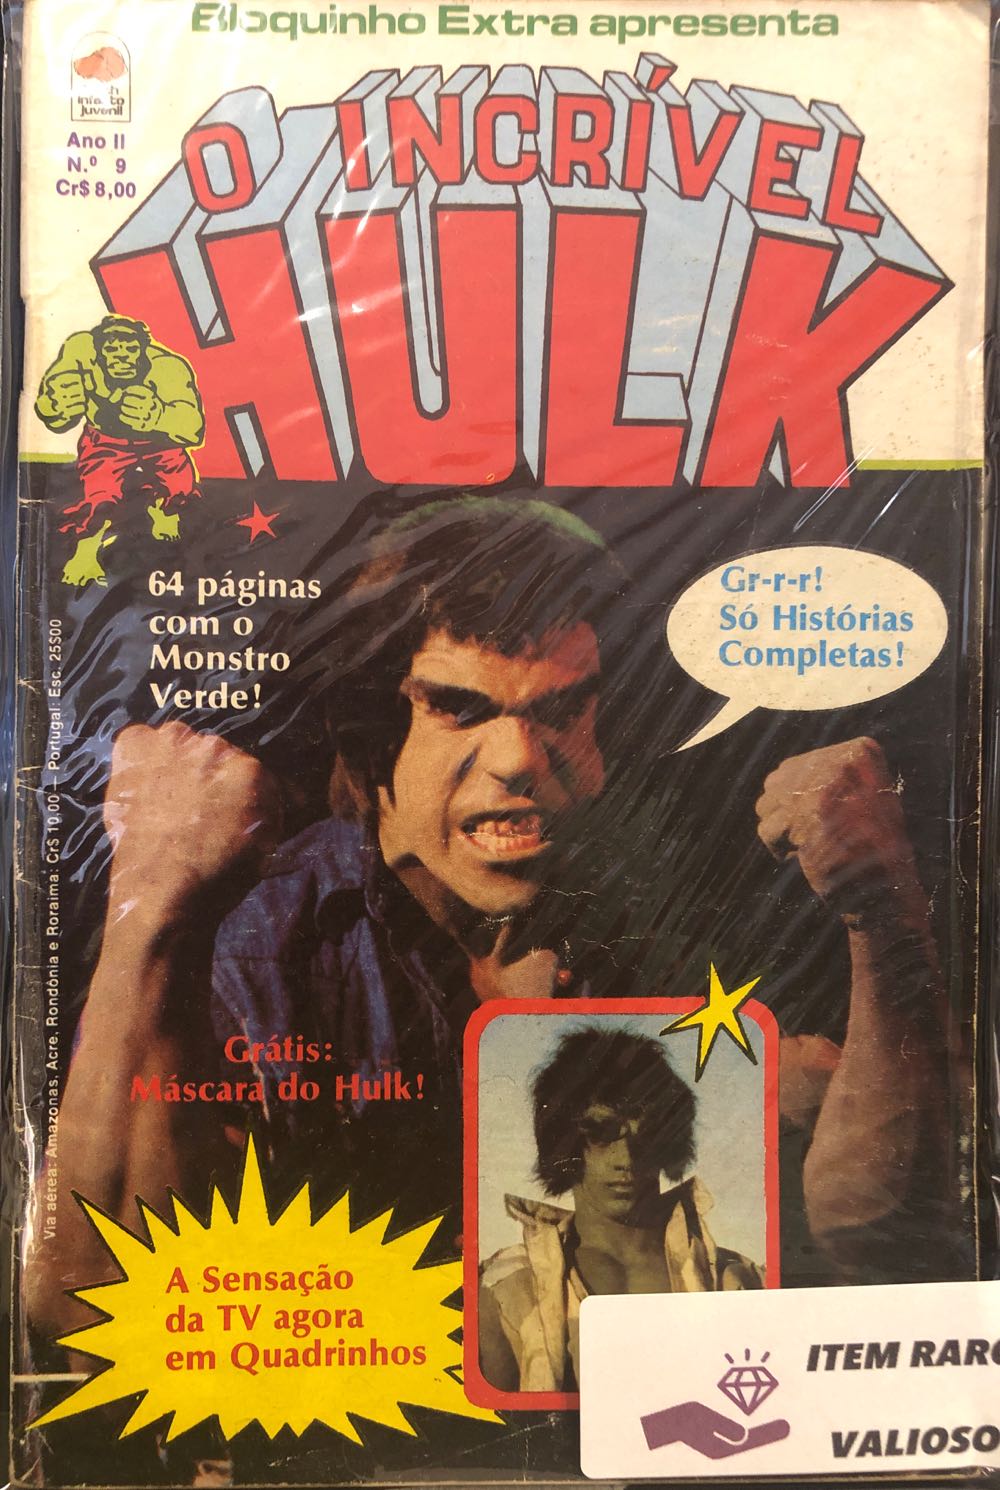 Bloquinho Extra apresenta
infanto
juvenil
Ano II
N.º 9
Cr$ 8,00
O INCRÍVEL
HULK
64 páginas
com o
Monstro
Verde!
Gr-r-r!
Só Histórias
Completas!
Via aérea: Amazonas, Acre, Rondônia e Roraima: Cr$ 10,00 — Portugal: Esc. 25$00
Grátis:
Máscara do Hulk!
A Sensação
da TV agora
em Quadrinhos
ITEM RARO
VALIOSO